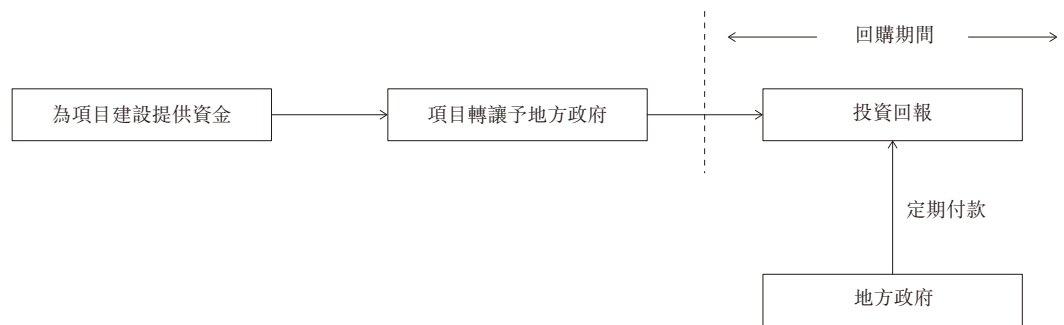 回購期間
為項目建設提供資金
項目轉讓予地方政府
投資回報
定期付款
地方政府